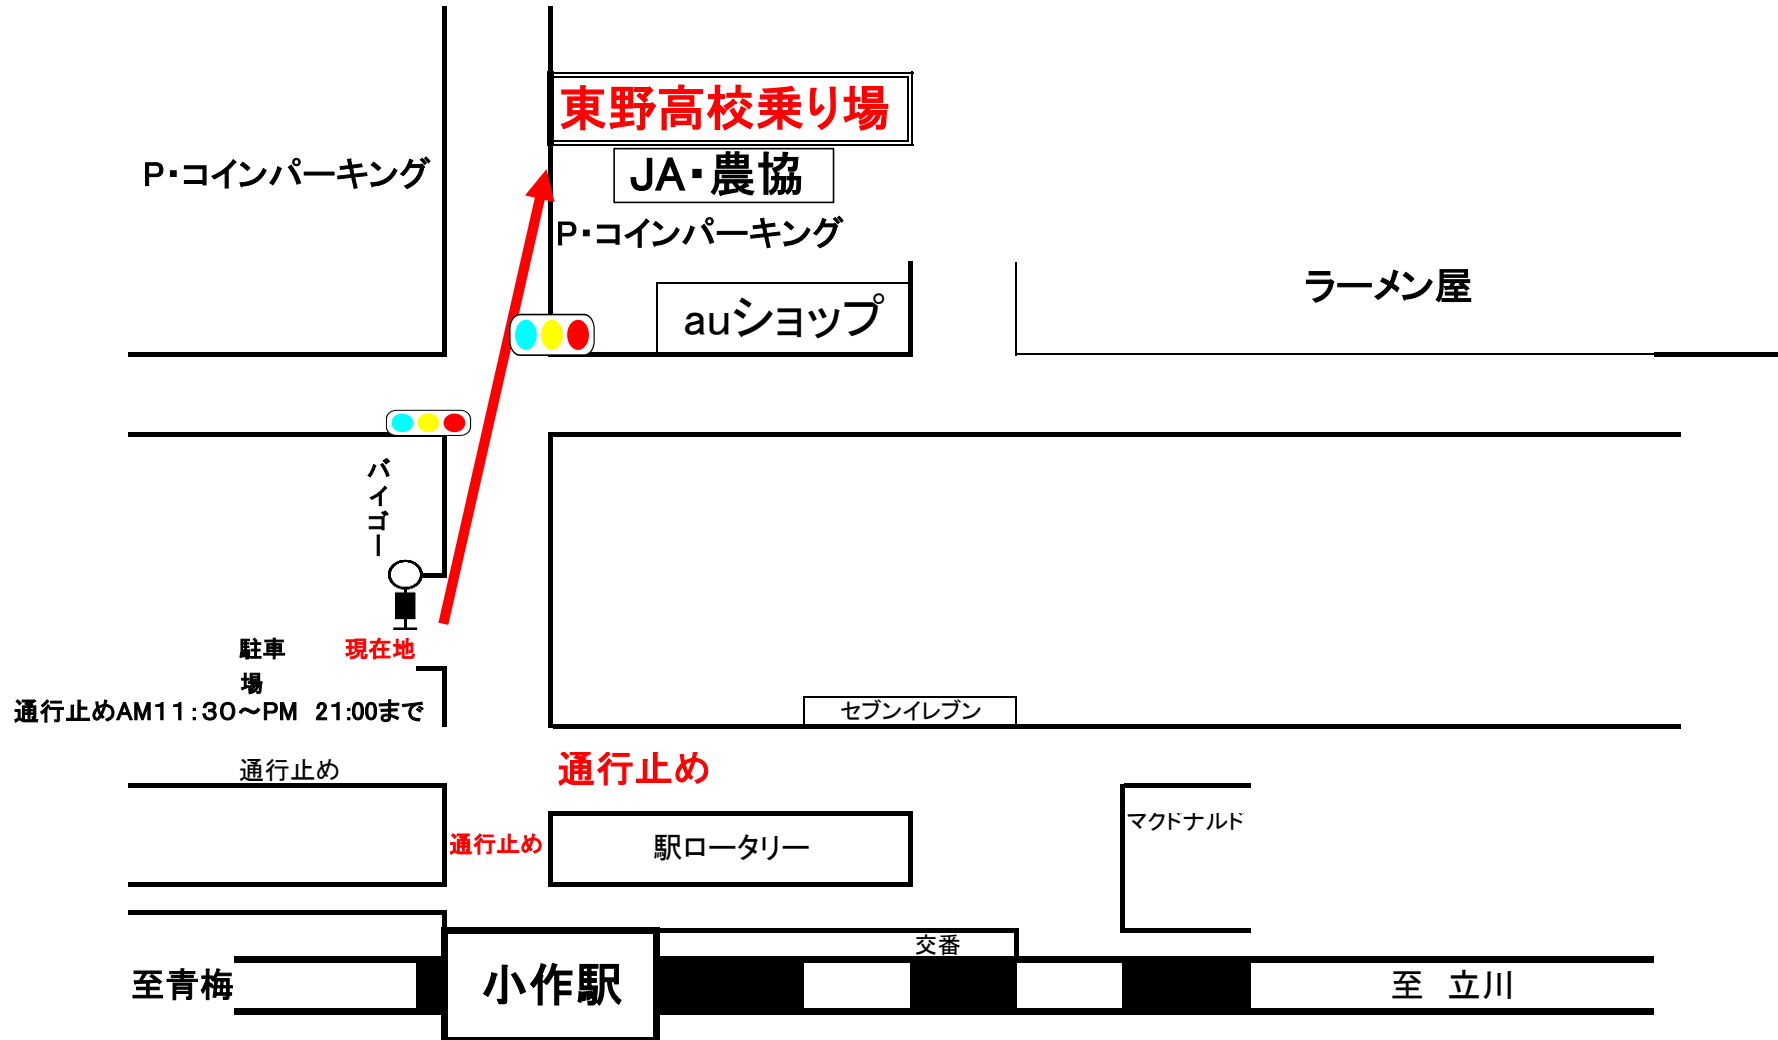 東野高校乗り場
JA・農協
P・コインパーキング
P・コインパーキング
ラーメン屋
auショップ
バイゴー
駐車
場
現在地
通行止めAM11:30～PM 21:00まで
セブンイレブン
通行止め
通行止め
マクドナルド
通行止め
駅ロータリー
交番
至青梅
小作駅
至 立川